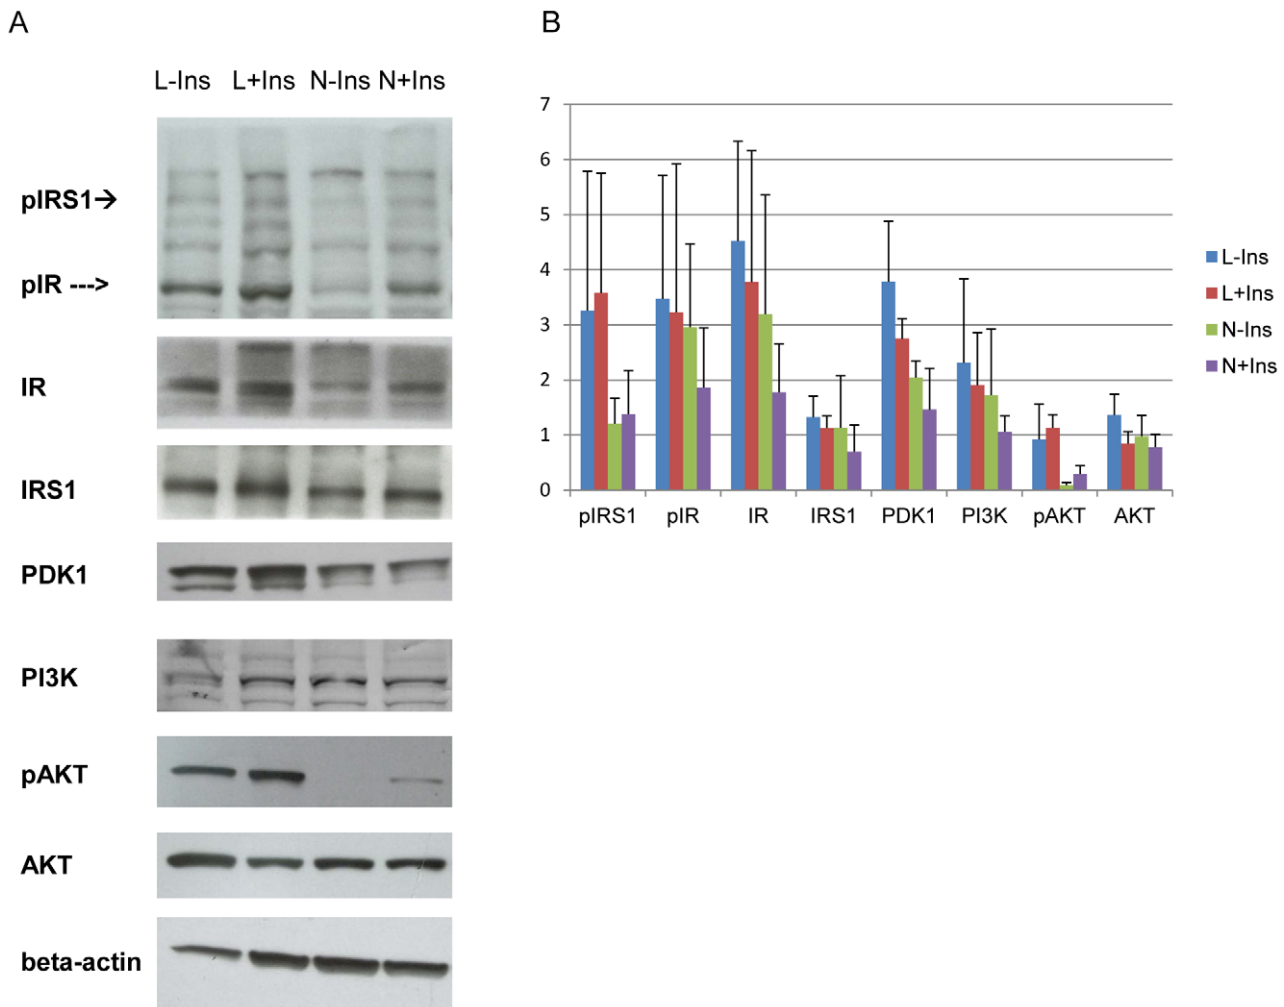 A
L-Ins L+Ins N-Ins N+Ins
pIRS1→
pIR --->
IR
IRS1
PDK1
PI3K
pAKT
AKT
beta-actin
B
7
6
5
4
3
2
1
0
pIRS1 pIR IR IRS1 PDK1 PI3K pAKT AKT
L-Ins
L+Ins
N-Ins
N+Ins